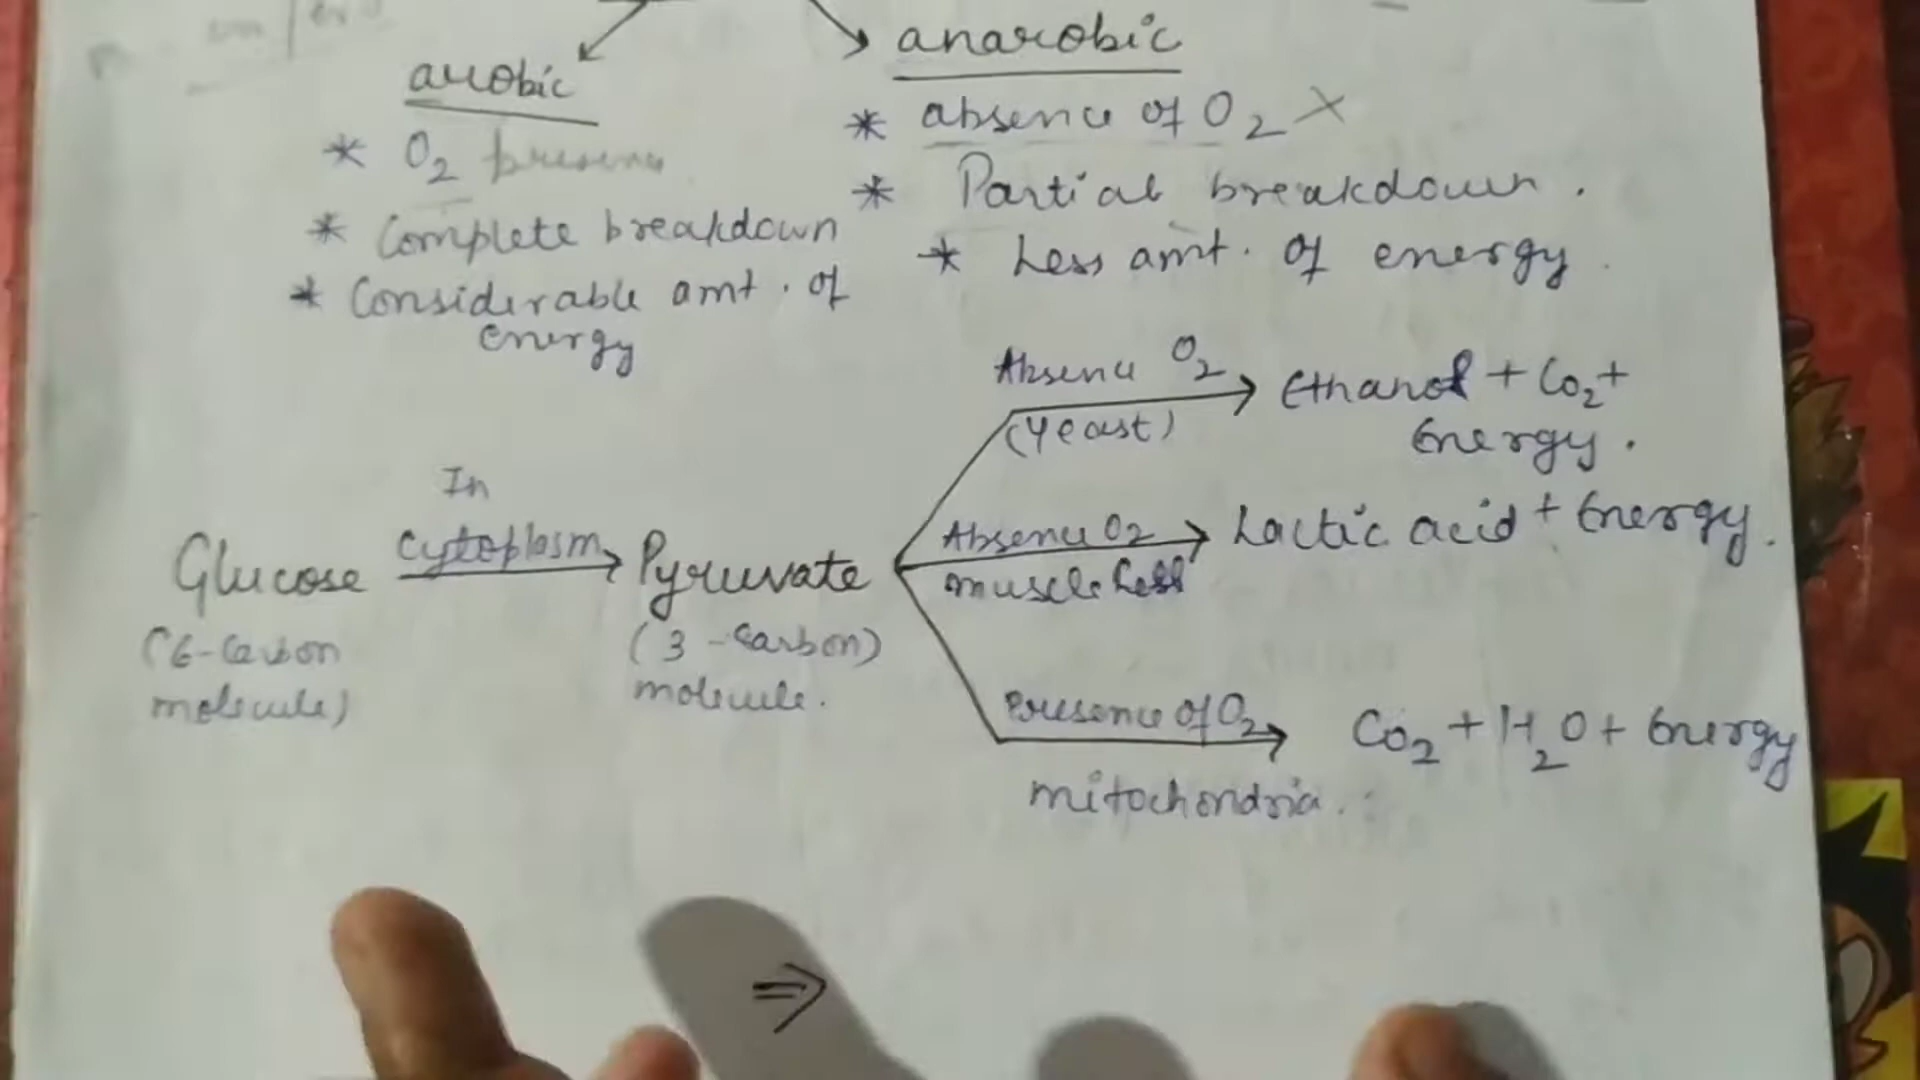 aerobic
* O2 presence
* Complete breakdown
* Considerable amt. of
energy
anarobic
* absence of O2 X
* Partial breakdown.
* Less amt. of energy.
Glucose
(6-Carbon
molecule)
In
Cytoplasm
Pyruvate
(3-Carbon)
molecule.
Absence O2
(Yeast)
Ethanol + Co2 +
Energy.
Absence O2
muscle Cell
Lactic acid + Energy.
Presence of O2
mitochondria.
Co2 + H2O + Energy
⇒